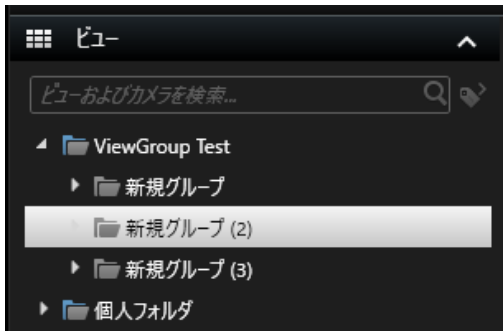 ビュー
ビューおよびカメラを検索...
ViewGroup Test
新規グループ
新規グループ (2)
新規グループ (3)
個人フォルダ